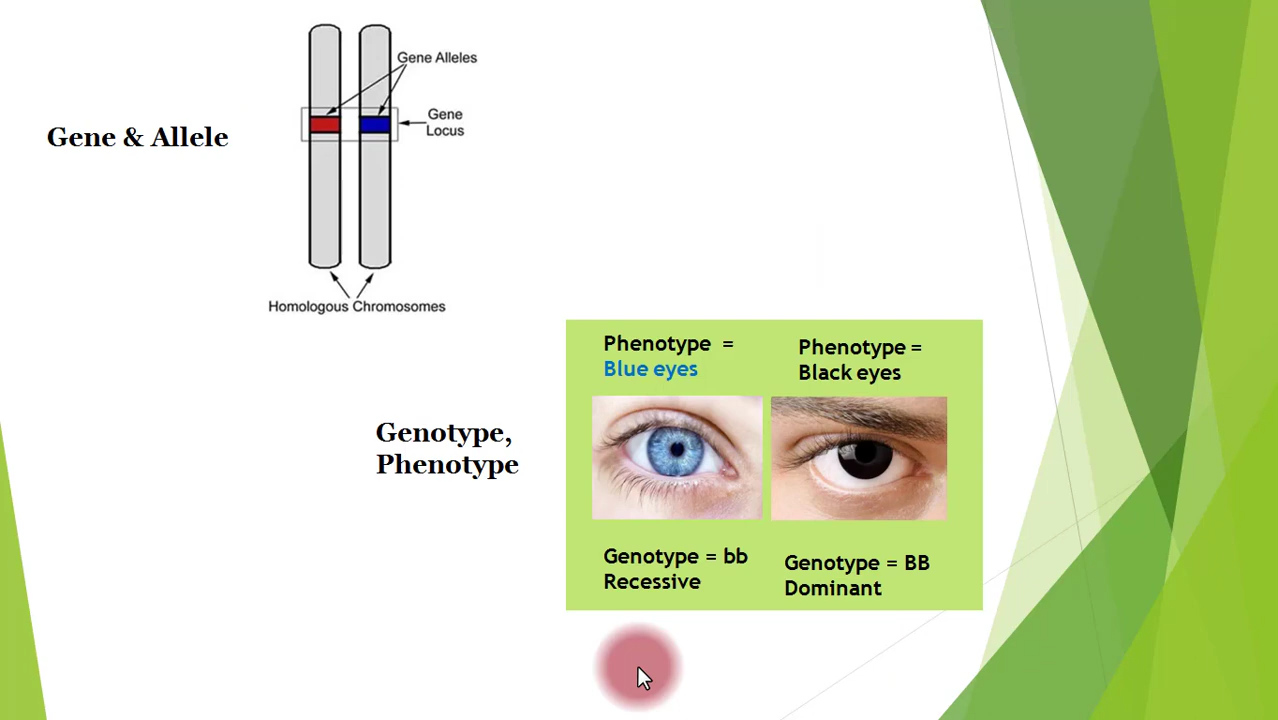 Gene Alleles
Gene
Locus
Gene & Allele
Homologous Chromosomes
Phenotype =
Blue eyes
Phenotype =
Black eyes
Genotype,
Phenotype
Genotype = bb
Recessive
Genotype = BB
Dominant